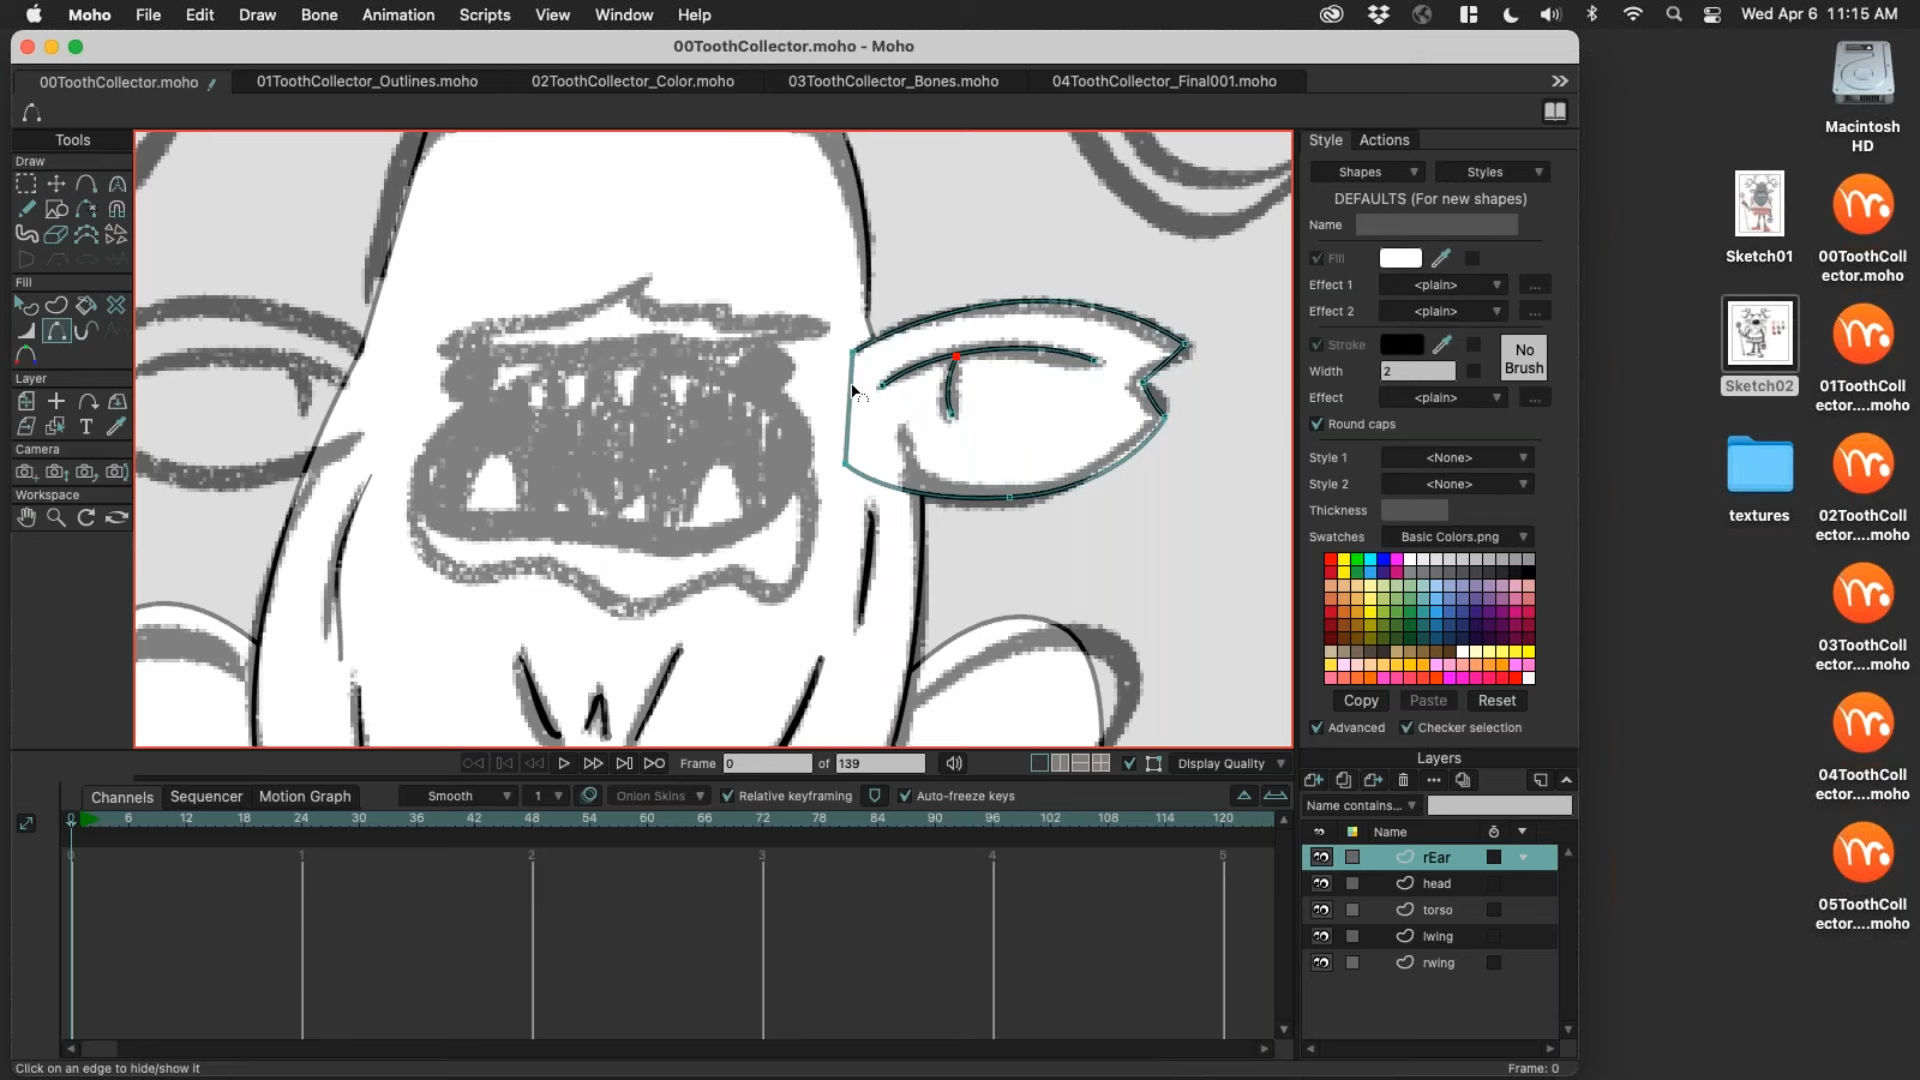 Moho File Edit Draw Bone Animation Scripts View Window Help Wed Apr 6 11:15 AM
00ToothCollector.moho - Moho
00ToothCollector.moho 01ToothCollector_Outlines.moho 02ToothCollector_Color.moho 03ToothCollector_Bones.moho 04ToothCollector_Final001.moho
Tools
Draw
Fill
Layer
T
Camera
Workspace
Style Actions
Shapes Styles
DEFAULTS (For new shapes)
Name
Fill
Effect 1 <plain> ...
Effect 2 <plain> ...
Stroke
No Brush
Width 2
Effect <plain> ...
Round caps
Style 1 <None>
Style 2 <None>
Thickness
Swatches Basic Colors.png
Copy Paste Reset
Advanced Checker selection
Frame 0 of 139 Display Quality
Channels Sequencer Motion Graph Smooth 1 Onion Skins Relative keyframing Auto-freeze keys
6 12 18 24 30 36 42 48 54 60 66 72 78 84 90 96 102 108 114 120
0 1 2 3 4 5
Layers
Name contains...
Name
rEar
head
torso
lwing
rwing
Click on an edge to hide/show it
Frame: 0
Macintosh
HD
Sketch01
00ToothColl
ector.moho
Sketch02
01ToothColl
ector....moho
textures
02ToothColl
ector....moho
03ToothColl
ector....moho
04ToothColl
ector....moho
05ToothColl
ector....moho